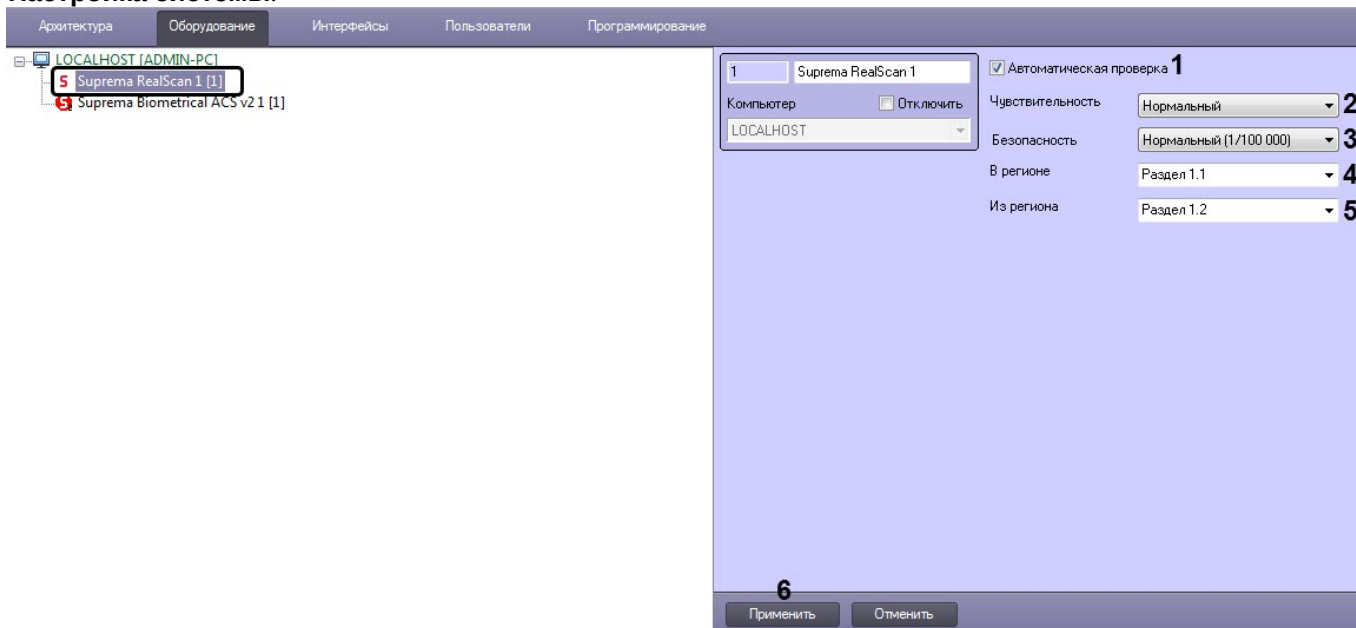 Настройка системы.
Архитектура Оборудование Интерфейсы Пользователи Программирование
LOCALHOST [ADMIN-PC]
S Suprema RealScan 1 [1]
S Suprema Biometrical ACS v2 1 [1]
1 Suprema RealScan 1
Компьютер Отключить
LOCALHOST
Автоматическая проверка 1
Чувствительность Нормальный 2
Безопасность Нормальный (1/100 000) 3
В регионе Раздел 1.1 4
Из региона Раздел 1.2 5
6
Применить Отменить